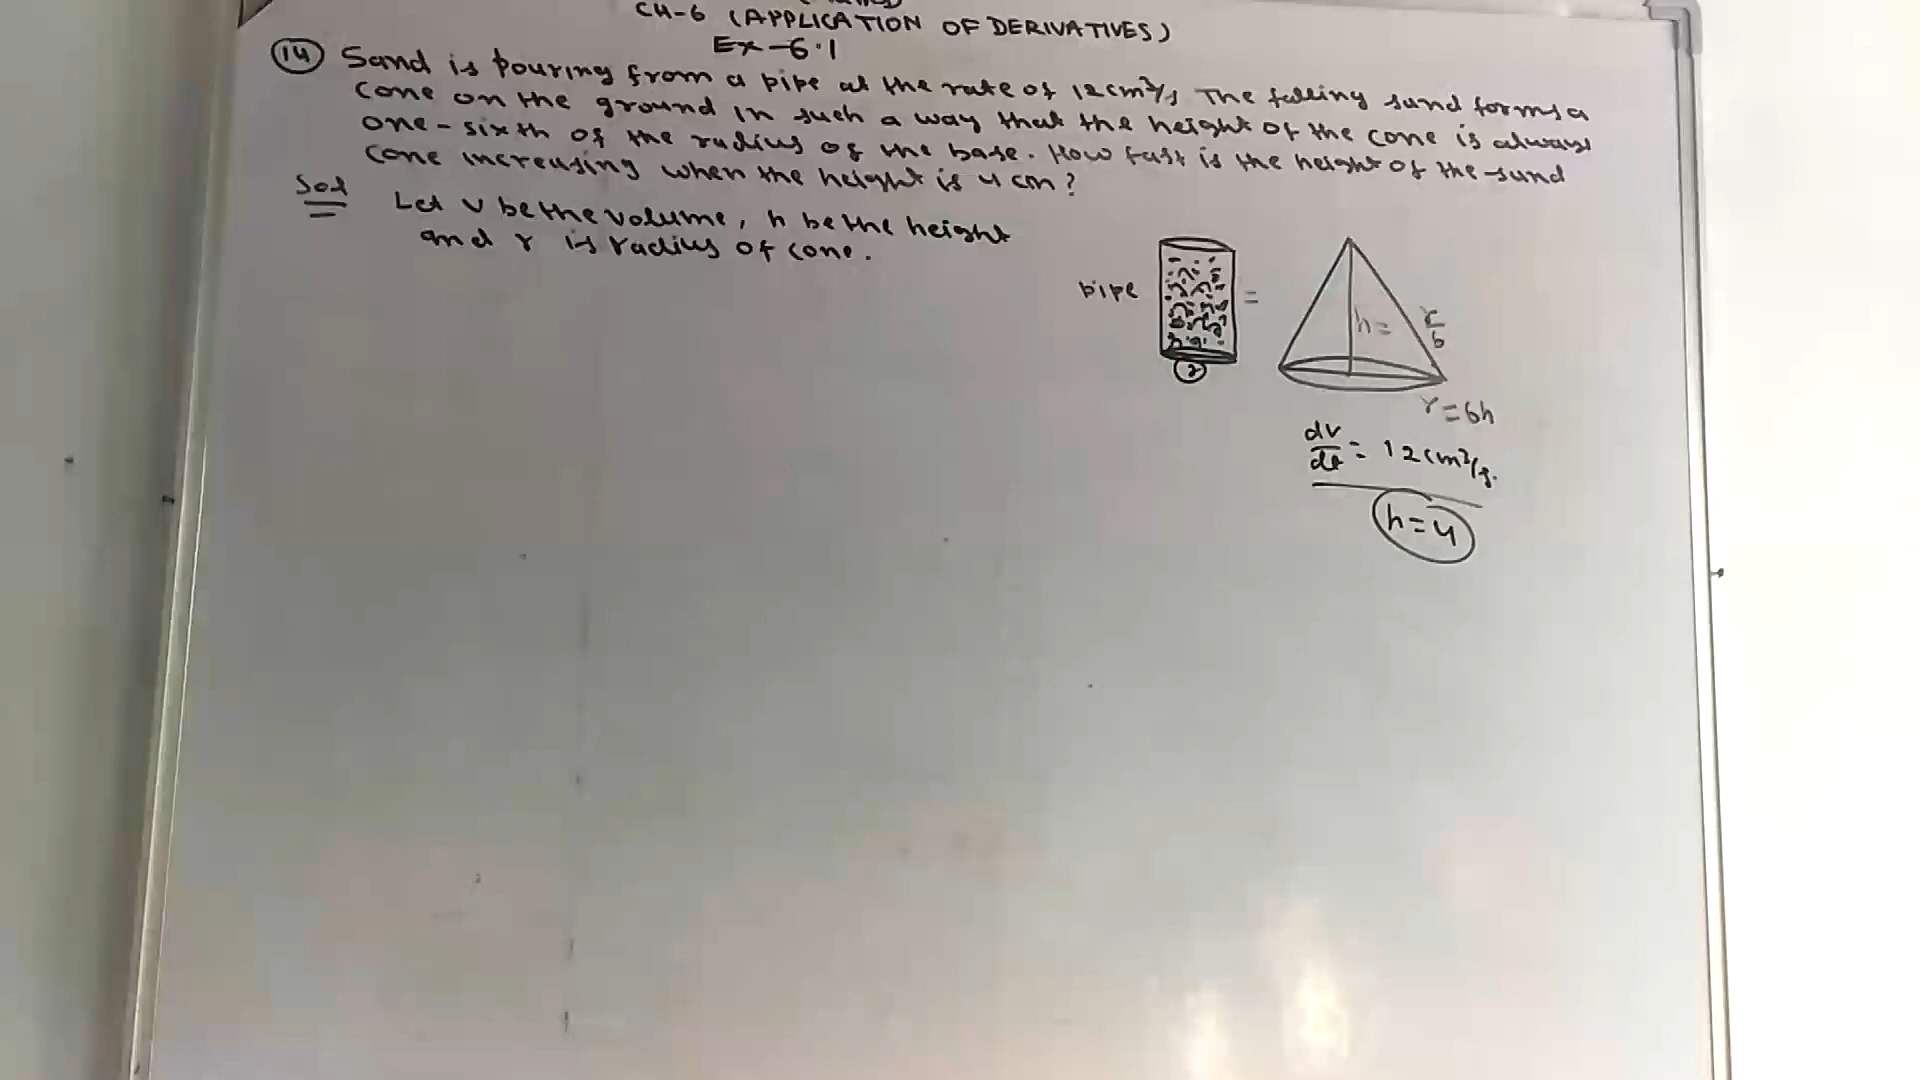 CH-6 (APPLICATION OF DERIVATIVES)
Ex-6.1
(14) Sand is pouring from a pipe at the rate of 12cm³/s The falling sand forms a
cone on the ground in such a way that the height of the cone is always
one-sixth of the radius of the base. How fast is the height of the sand
cone increasing when the height is 4 cm?
Sol
Let v be the volume, h be the height
and r is radius of cone.
pipe
=
h = r/6
r = 6h
dv/dt = 12cm³/s.
h = 4